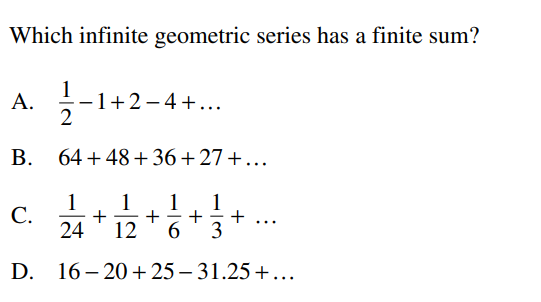 Which infinite geometric series has a finite sum?
A. 1/2 – 1 + 2 – 4 + ...
B. 64 + 48 + 36 + 27 + ...
C. 1/24 + 1/12 + 1/6 + 1/3 + ...
D. 16 – 20 + 25 – 31.25 + ...